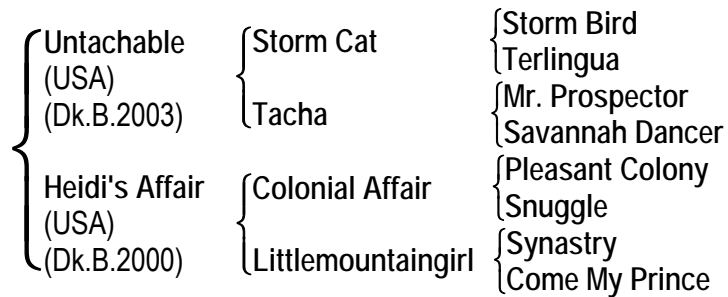 Untachable
(USA)
(Dk.B.2003)
Heidi's Affair
(USA)
(Dk.B.2000)
Storm Cat
Tacha
Colonial Affair
Littlemountaingirl
Storm Bird
Terlingua
Mr. Prospector
Savannah Dancer
Pleasant Colony
Snuggle
Synastry
Come My Prince